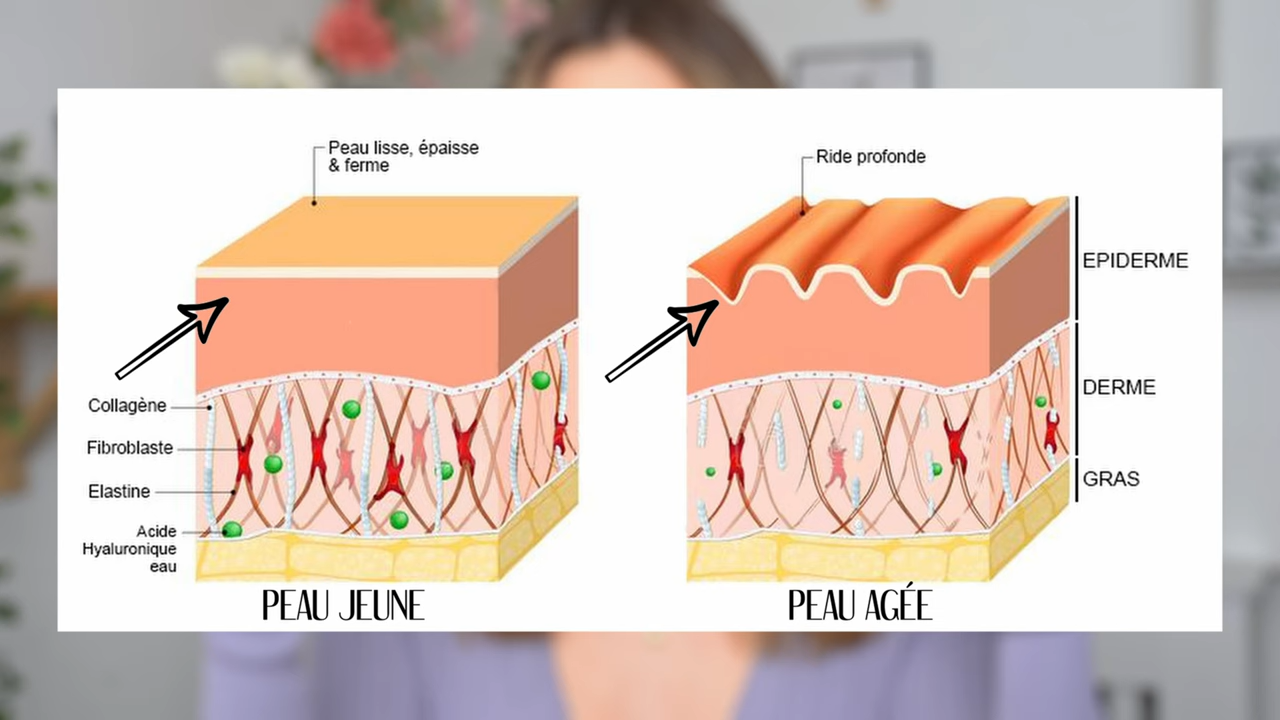 Peau lisse, épaisse
& ferme
Collagène
Fibroblaste
Elastine
Acide
Hyaluronique
eau
PEAU JEUNE
Ride profonde
EPIDERME
DERME
GRAS
PEAU AGÉE